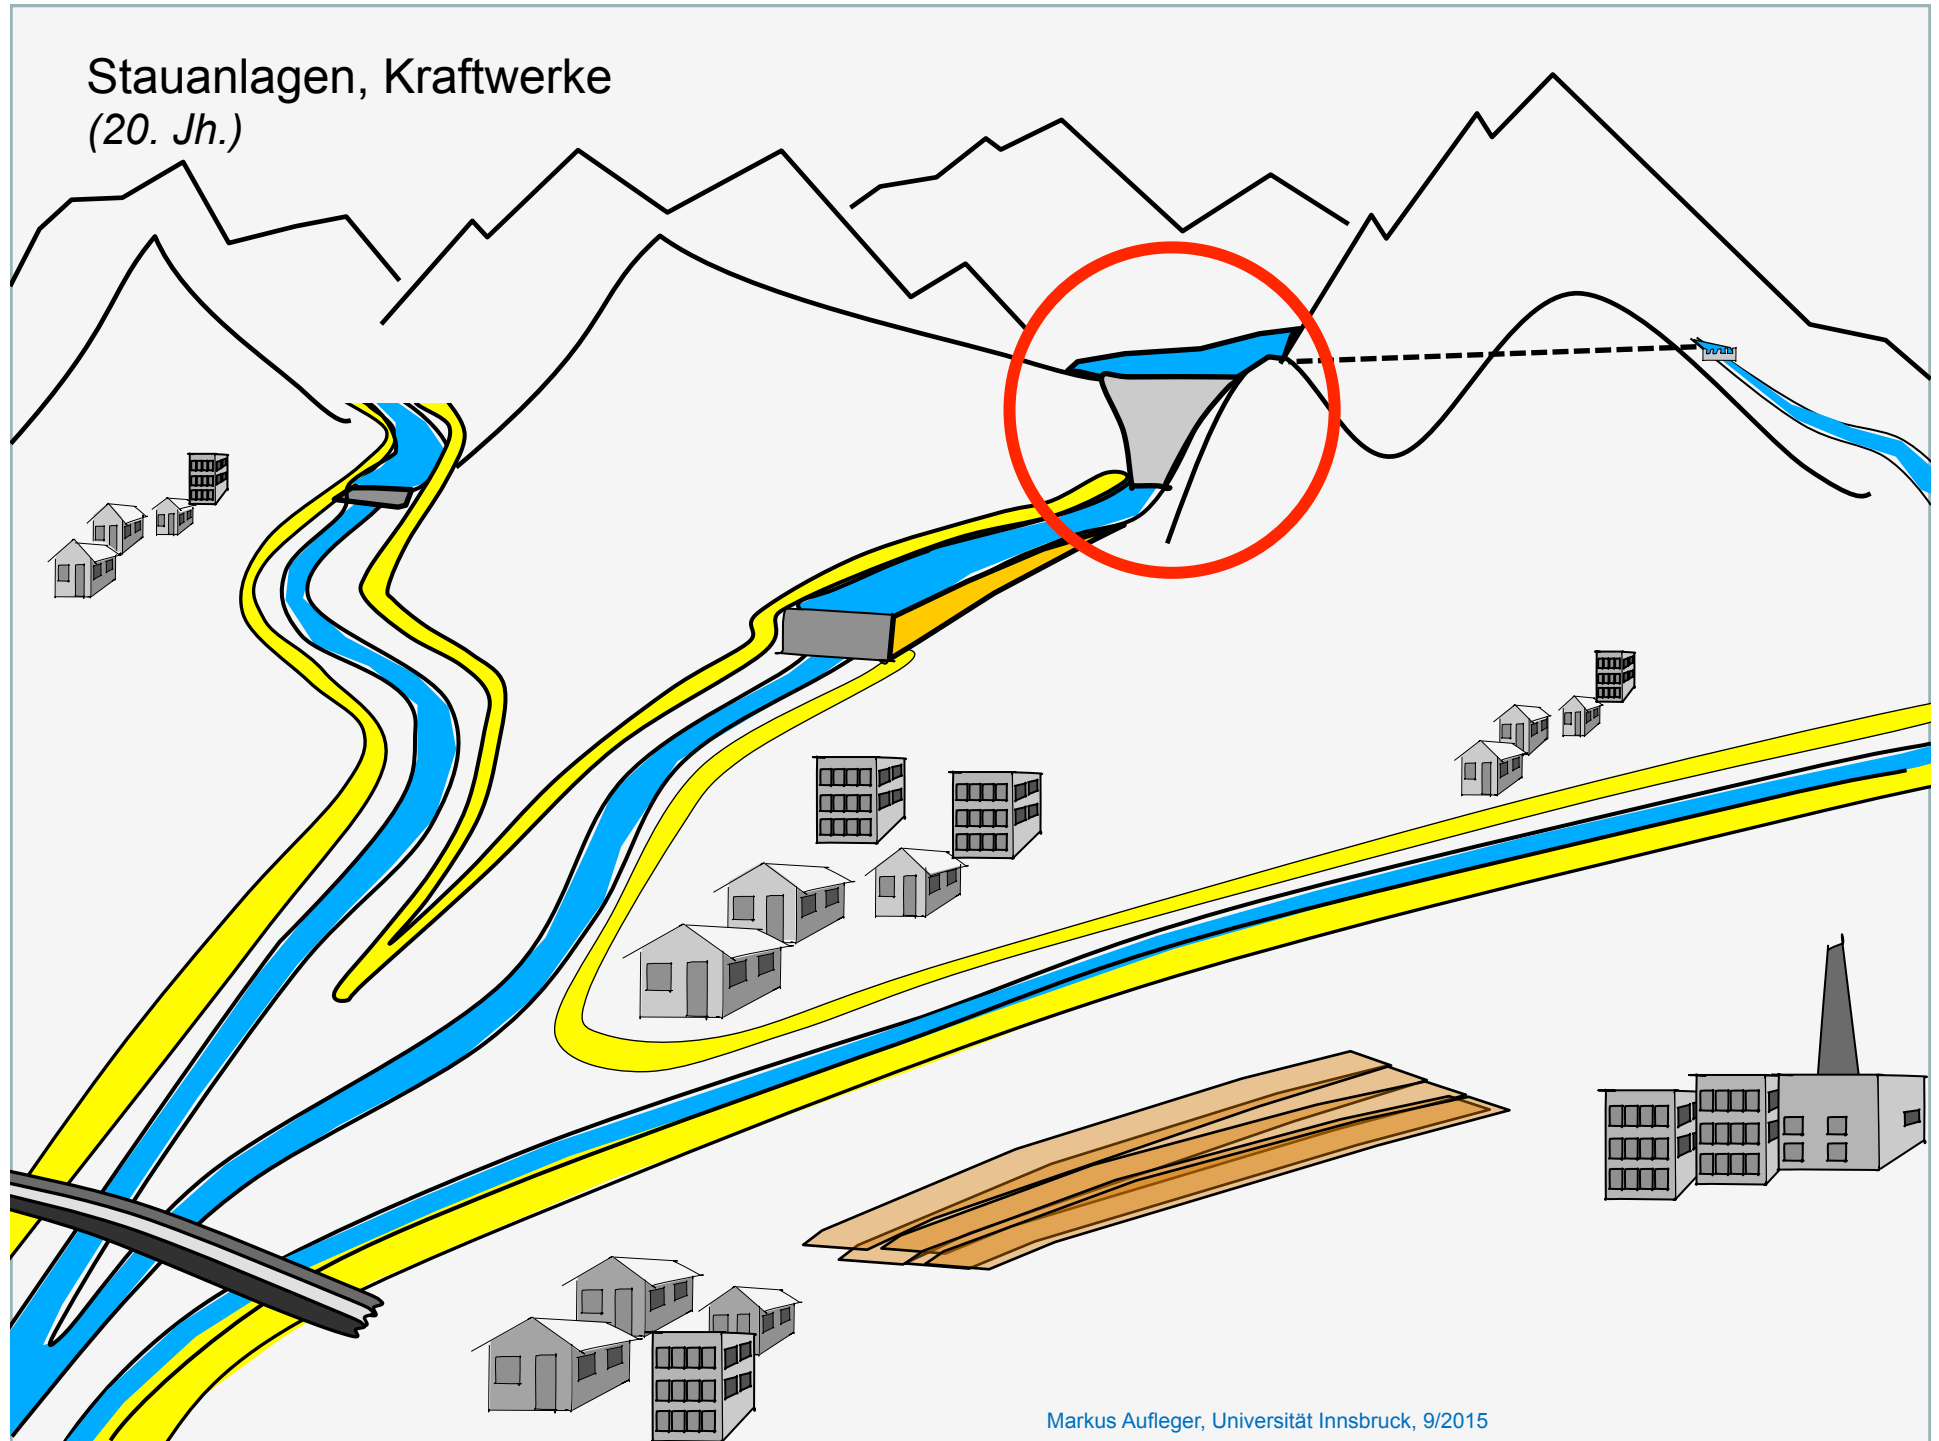 Stauanlagen, Kraftwerke
(20. Jh.)
Markus Aufleger, Universität Innsbruck, 9/2015